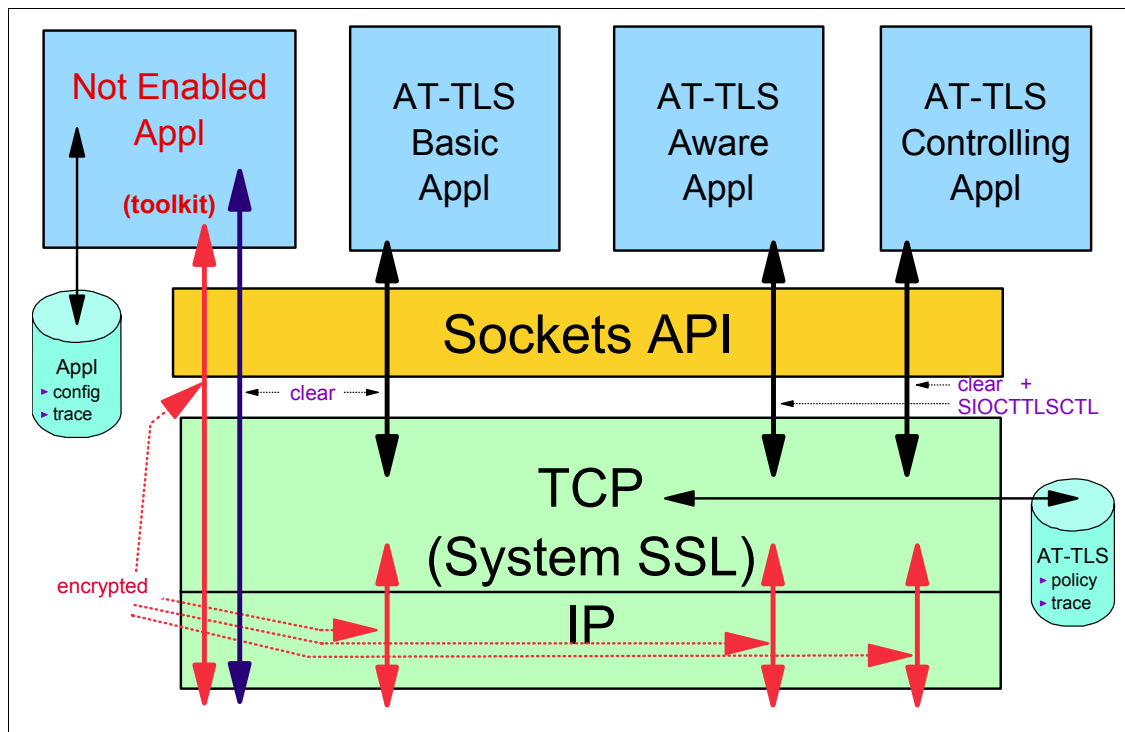 Not Enabled
Appl
(toolkit)
AT-TLS
Basic
Appl
AT-TLS
Aware
Appl
AT-TLS
Controlling
Appl
Sockets API
Appl
▸ config
▸ trace
clear
clear +
SIOCTTLSCTL
TCP
(System SSL)
encrypted
IP
AT-TLS
▸ policy
▸ trace